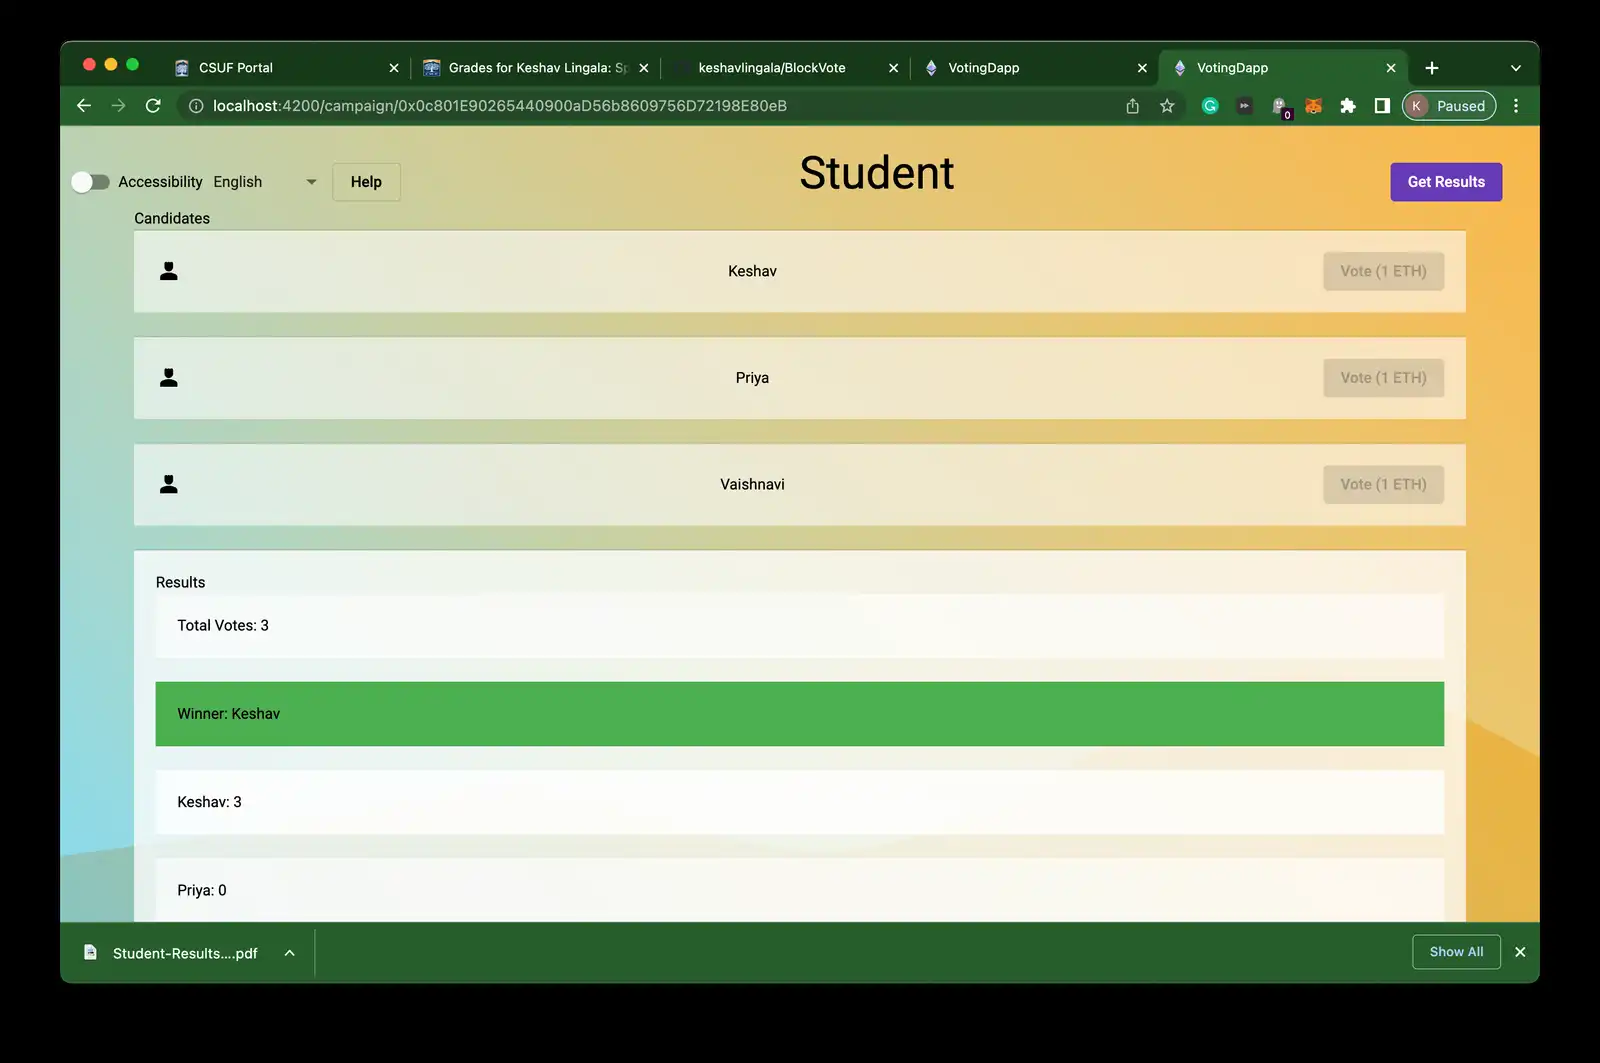 CSUF Portal
Grades for Keshav Lingala: Sp
keshavlingala/BlockVote
VotingDapp
VotingDapp
localhost:4200/campaign/0x0c801E90265440900aD56b8609756D72198E80eB
0
K Paused
Accessibility English Help
Student
Get Results
Candidates
Keshav Vote (1 ETH)
Priya Vote (1 ETH)
Vaishnavi Vote (1 ETH)
Results
Total Votes: 3
Winner: Keshav
Keshav: 3
Priya: 0
Student-Results....pdf
Show All